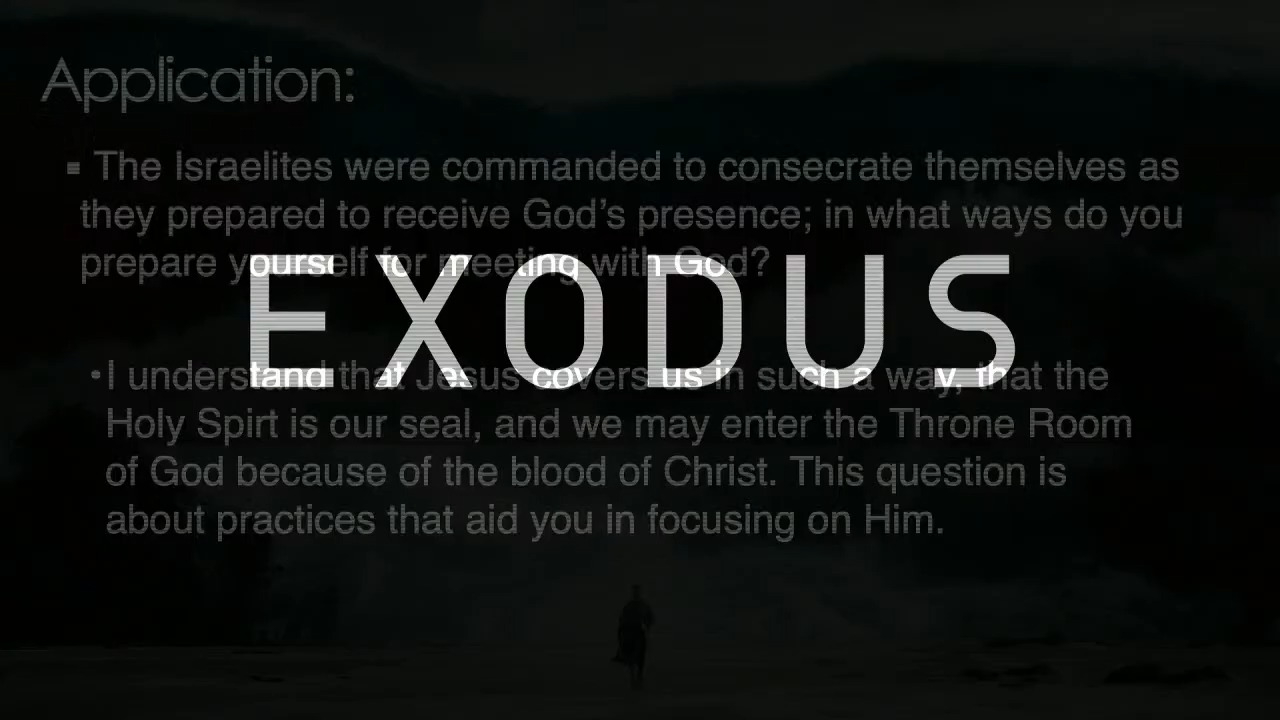 Application:
▪ The Israelites were commanded to consecrate themselves as
they prepared to receive God’s presence; in what ways do you
prepare yourself for meeting with God?
EXODUS
•I understand that Jesus covers us in such a way, that the
Holy Spirt is our seal, and we may enter the Throne Room
of God because of the blood of Christ. This question is
about practices that aid you in focusing on Him.